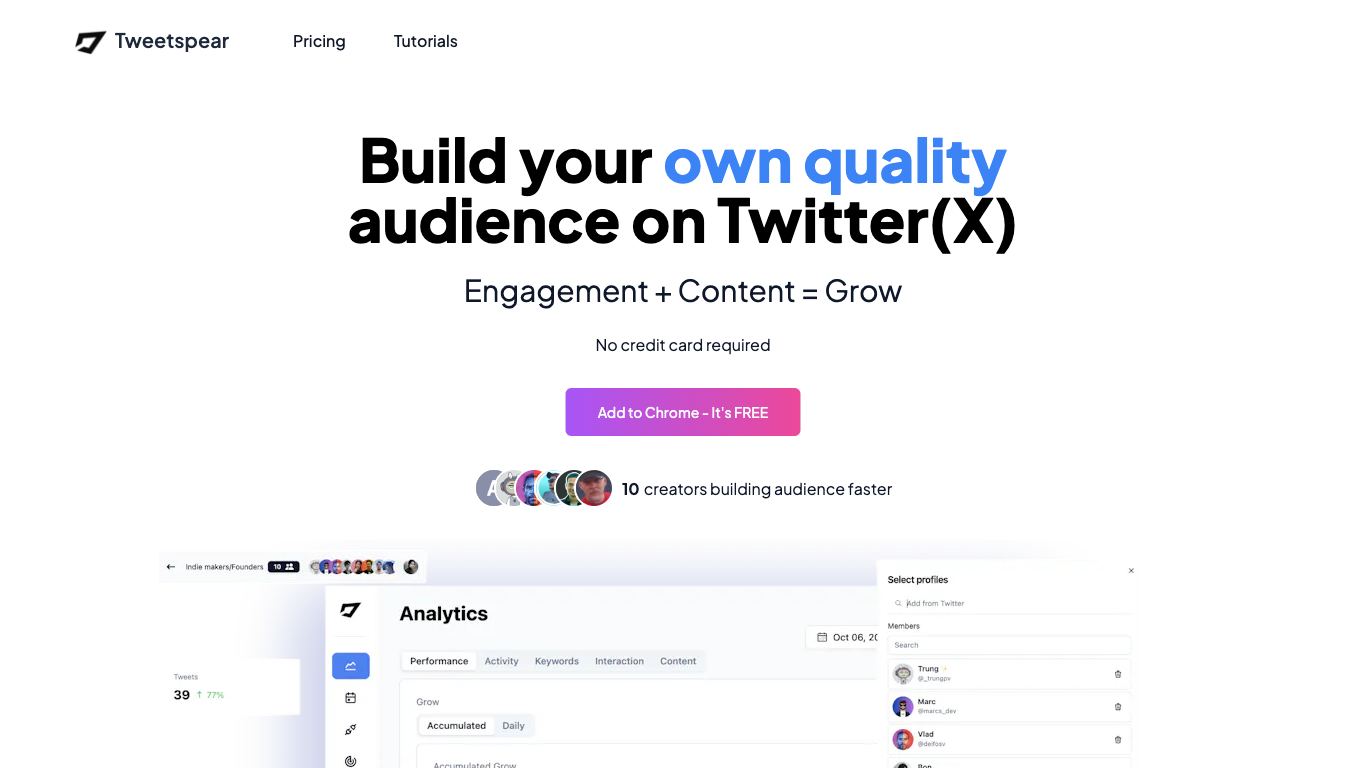 Tweetspear
Pricing
Tutorials
Build your own quality
audience on Twitter(X)
Engagement + Content = Grow
No credit card required
Add to Chrome - It's FREE
A
10 creators building audience faster
Indie makers/Founders
10
Analytics
Oct 06, 20
Performance
Activity
Keywords
Interaction
Content
Tweets
39
77%
Grow
Accumulated
Daily
Accumulated Grow
Select profiles
Add from Twitter
Members
Search
Trung
@_trungpv
Marc
@marcs_dev
Vlad
@deifosv
Ron